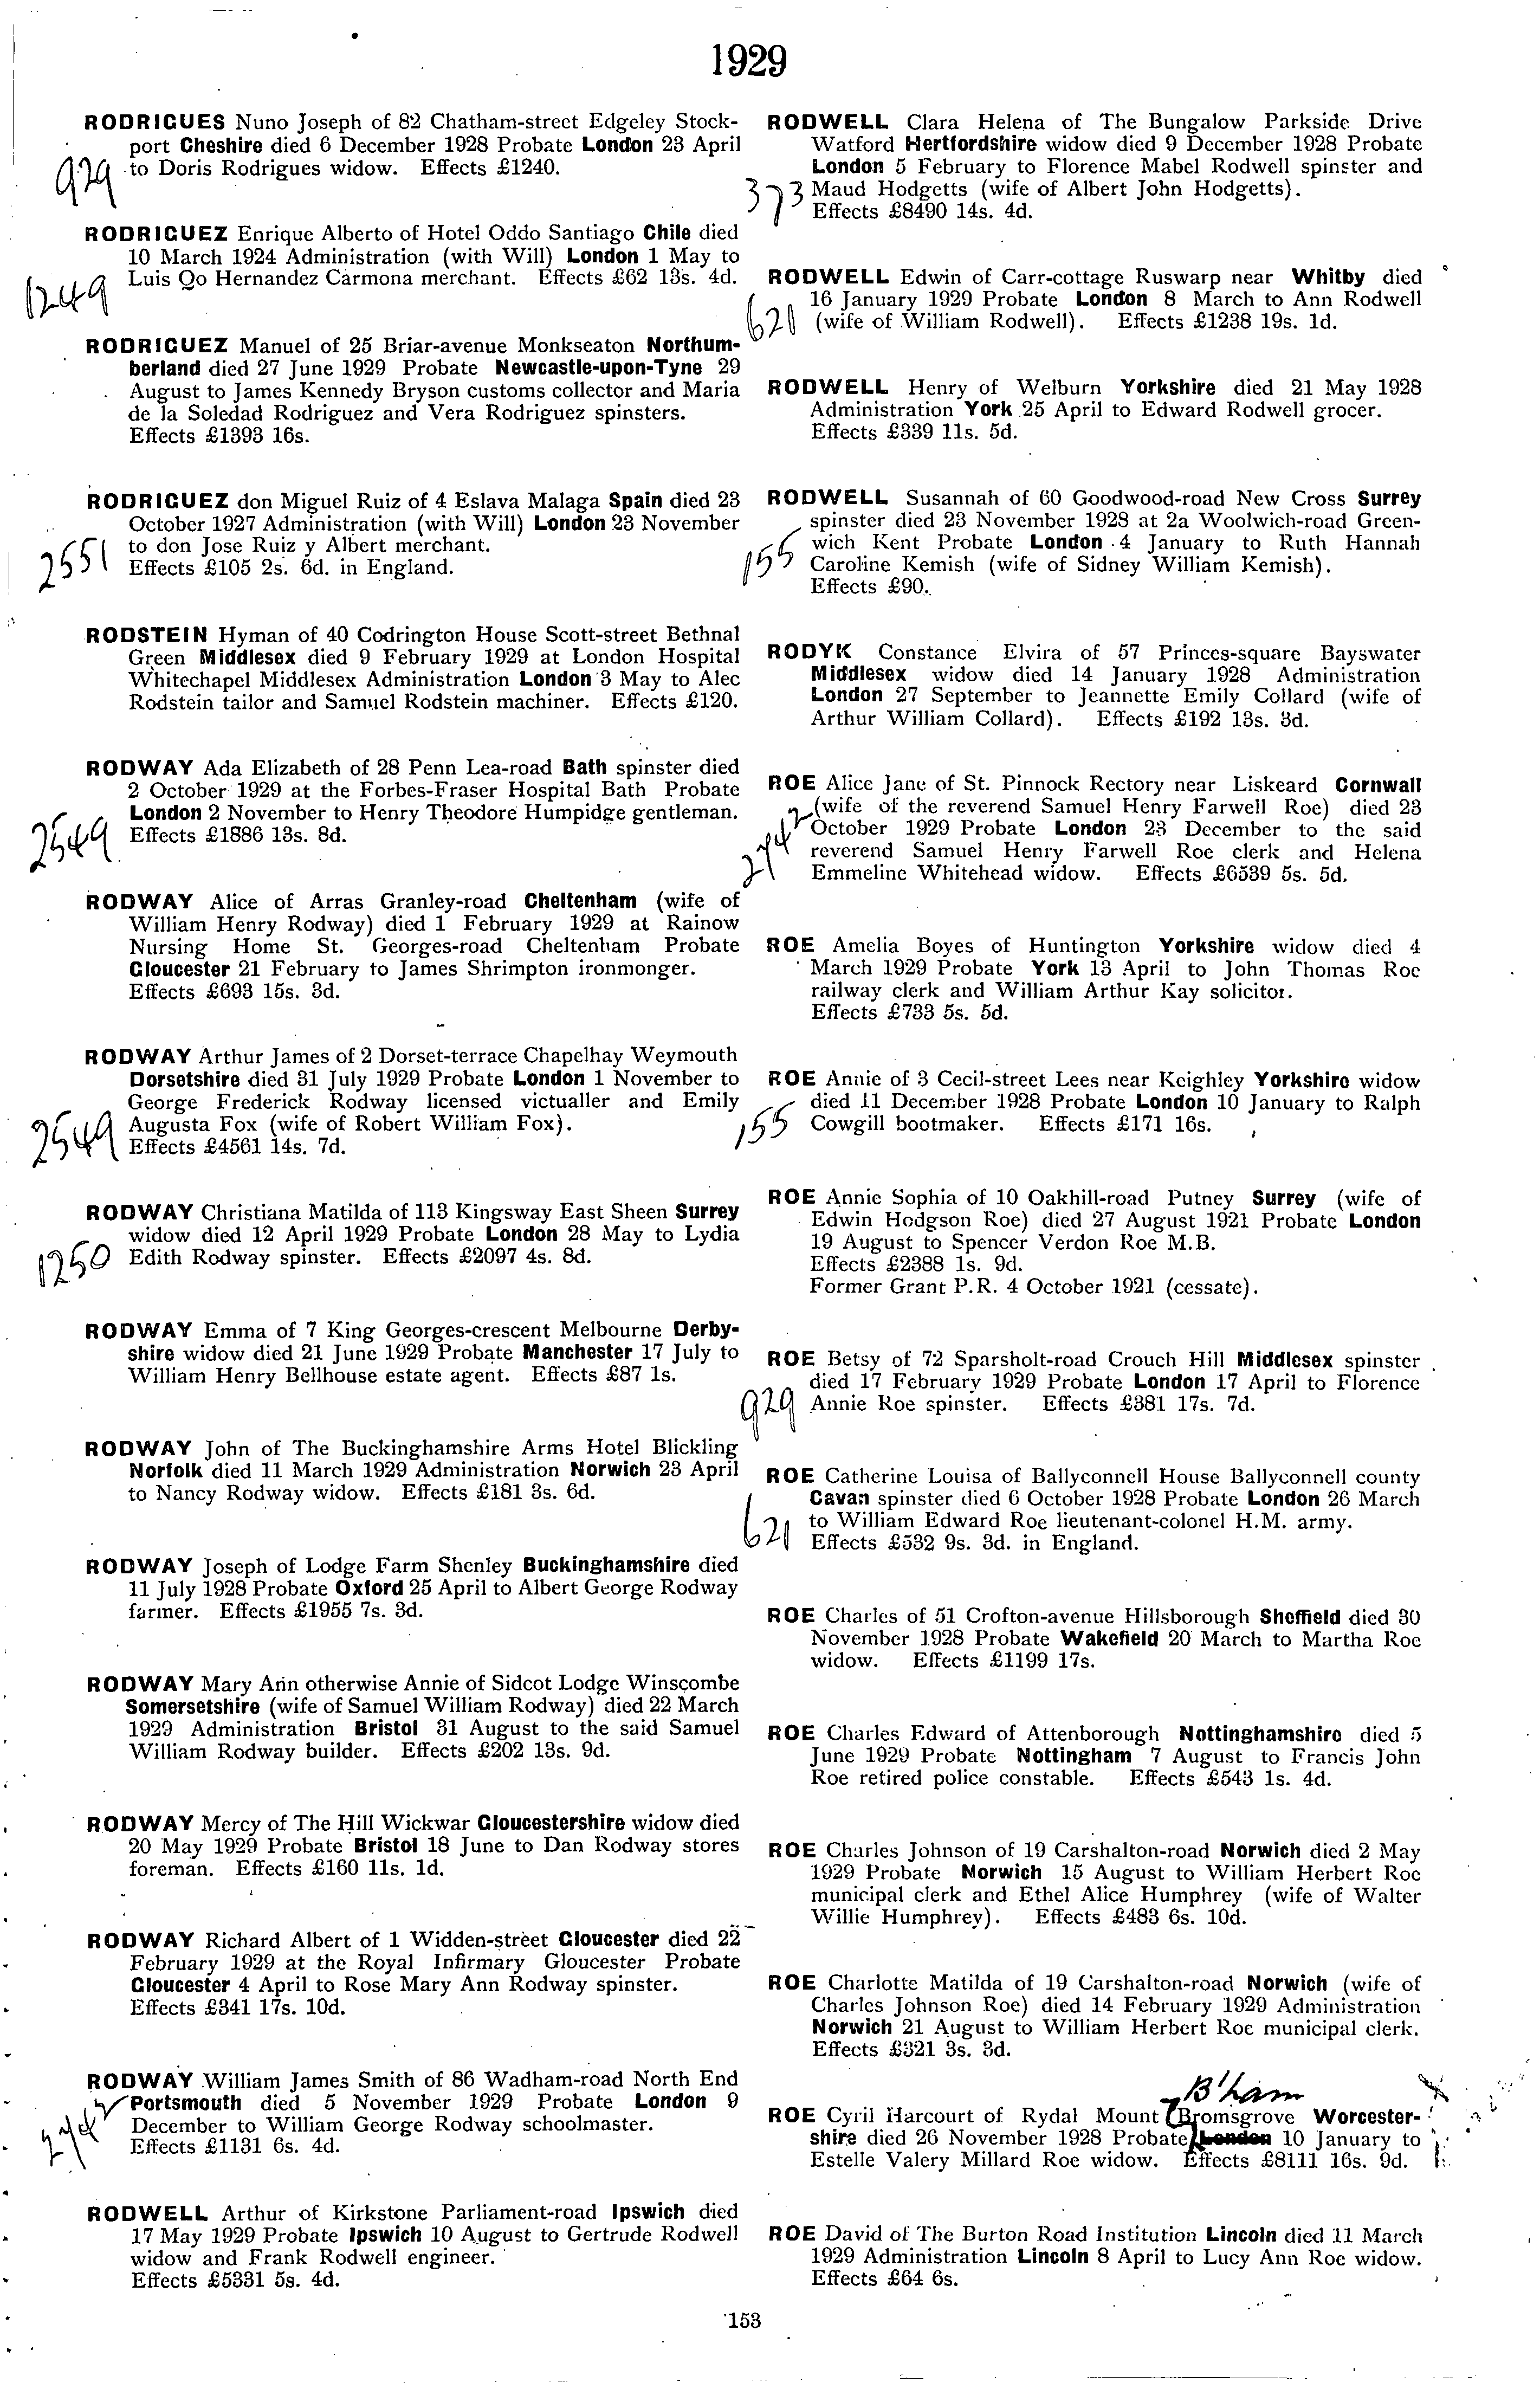 1929
RODRIGUES Nuno Joseph of 82 Chatham-street Edgeley Stock-
port Cheshire died 6 December 1928 Probate London 23 April
to Doris Rodrigues widow. Effects £1240.
929
RODRIGUEZ Enrique Alberto of Hotel Oddo Santiago Chile died
10 March 1924 Administration (with Will) London 1 May to
Luis Qo Hernandez Carmona merchant. Effects £62 13s. 4d.
1249
RODRIGUEZ Manuel of 25 Briar-avenue Monkseaton Northum-
berland died 27 June 1929 Probate Newcastle-upon-Tyne 29
August to James Kennedy Bryson customs collector and Maria
de la Soledad Rodriguez and Vera Rodriguez spinsters.
Effects £1393 16s.
RODRIGUEZ don Miguel Ruiz of 4 Eslava Malaga Spain died 23
October 1927 Administration (with Will) London 23 November
to don Jose Ruiz y Albert merchant.
2551
Effects £105 2s. 6d. in England.
RODSTEIN Hyman of 40 Codrington House Scott-street Bethnal
Green Middlesex died 9 February 1929 at London Hospital
Whitechapel Middlesex Administration London 3 May to Alec
Rodstein tailor and Samuel Rodstein machiner. Effects £120.
RODWAY Ada Elizabeth of 28 Penn Lea-road Bath spinster died
2 October 1929 at the Forbes-Fraser Hospital Bath Probate
London 2 November to Henry Theodore Humpidge gentleman.
2549
Effects £1886 13s. 8d.
RODWAY Alice of Arras Granley-road Cheltenham (wife of
William Henry Rodway) died 1 February 1929 at Rainow
Nursing Home St. Georges-road Cheltenham Probate
Gloucester 21 February to James Shrimpton ironmonger.
Effects £693 15s. 3d.
RODWAY Arthur James of 2 Dorset-terrace Chapelhay Weymouth
Dorsetshire died 31 July 1929 Probate London 1 November to
George Frederick Rodway licensed victualler and Emily
Augusta Fox (wife of Robert William Fox).
2549
Effects £4561 14s. 7d.
RODWAY Christiana Matilda of 113 Kingsway East Sheen Surrey
widow died 12 April 1929 Probate London 28 May to Lydia
Edith Rodway spinster. Effects £2097 4s. 8d.
1250
RODWAY Emma of 7 King Georges-crescent Melbourne Derby-
shire widow died 21 June 1929 Probate Manchester 17 July to
William Henry Bellhouse estate agent. Effects £87 1s.
RODWAY John of The Buckinghamshire Arms Hotel Blickling
Norfolk died 11 March 1929 Administration Norwich 23 April
to Nancy Rodway widow. Effects £181 3s. 6d.
RODWAY Joseph of Lodge Farm Shenley Buckinghamshire died
11 July 1928 Probate Oxford 25 April to Albert George Rodway
farmer. Effects £1955 7s. 3d.
RODWAY Mary Ann otherwise Annie of Sidcot Lodge Winscombe
Somersetshire (wife of Samuel William Rodway) died 22 March
1929 Administration Bristol 31 August to the said Samuel
William Rodway builder. Effects £202 13s. 9d.
RODWAY Mercy of The Hill Wickwar Gloucestershire widow died
20 May 1929 Probate Bristol 18 June to Dan Rodway stores
foreman. Effects £160 11s. 1d.
RODWAY Richard Albert of 1 Widden-street Gloucester died 22
February 1929 at the Royal Infirmary Gloucester Probate
Gloucester 4 April to Rose Mary Ann Rodway spinster.
Effects £341 17s. 10d.
RODWAY William James Smith of 86 Wadham-road North End
Portsmouth died 5 November 1929 Probate London 9
December to William George Rodway schoolmaster.
2742
Effects £1131 6s. 4d.
RODWELL Arthur of Kirkstone Parliament-road Ipswich died
17 May 1929 Probate Ipswich 10 August to Gertrude Rodwell
widow and Frank Rodwell engineer.
Effects £5331 5s. 4d.
RODWELL Clara Helena of The Bungalow Parkside Drive
Watford Hertfordshire widow died 9 December 1928 Probate
London 5 February to Florence Mabel Rodwell spinster and
373
Maud Hodgetts (wife of Albert John Hodgetts).
Effects £8490 14s. 4d.
RODWELL Edwin of Carr-cottage Ruswarp near Whitby died
16 January 1929 Probate London 8 March to Ann Rodwell
621
(wife of William Rodwell). Effects £1238 19s. 1d.
RODWELL Henry of Welburn Yorkshire died 21 May 1928
Administration York 25 April to Edward Rodwell grocer.
Effects £339 11s. 5d.
RODWELL Susannah of 60 Goodwood-road New Cross Surrey
spinster died 23 November 1928 at 2a Woolwich-road Green-
wich Kent Probate London 4 January to Ruth Hannah
155
Caroline Kemish (wife of Sidney William Kemish).
Effects £90.
RODYK Constance Elvira of 57 Princes-square Bayswater
Middlesex widow died 14 January 1928 Administration
London 27 September to Jeannette Emily Collard (wife of
Arthur William Collard). Effects £192 13s. 3d.
ROE Alice Jane of St. Pinnock Rectory near Liskeard Cornwall
(wife of the reverend Samuel Henry Farwell Roe) died 23
October 1929 Probate London 23 December to the said
2742
reverend Samuel Henry Farwell Roe clerk and Helena
Emmeline Whitehead widow. Effects £6539 5s. 5d.
ROE Amelia Boyes of Huntington Yorkshire widow died 4
March 1929 Probate York 13 April to John Thomas Roe
railway clerk and William Arthur Kay solicitor.
Effects £733 5s. 5d.
ROE Annie of 3 Cecil-street Lees near Keighley Yorkshire widow
died 11 December 1928 Probate London 10 January to Ralph
155
Cowgill bootmaker. Effects £171 16s.
ROE Annie Sophia of 10 Oakhill-road Putney Surrey (wife of
Edwin Hodgson Roe) died 27 August 1921 Probate London
19 August to Spencer Verdon Roe M.B.
Effects £2388 1s. 9d.
Former Grant P.R. 4 October 1921 (cessate).
ROE Betsy of 72 Sparsholt-road Crouch Hill Middlesex spinster
died 17 February 1929 Probate London 17 April to Florence
929
Annie Roe spinster. Effects £381 17s. 7d.
ROE Catherine Louisa of Ballyconnell House Ballyconnell county
Cavan spinster died 6 October 1928 Probate London 26 March
621
to William Edward Roe lieutenant-colonel H.M. army.
Effects £532 9s. 3d. in England.
ROE Charles of 51 Crofton-avenue Hillsborough Sheffield died 30
November 1928 Probate Wakefield 20 March to Martha Roe
widow. Effects £1199 17s.
ROE Charles Edward of Attenborough Nottinghamshire died 5
June 1929 Probate Nottingham 7 August to Francis John
Roe retired police constable. Effects £543 1s. 4d.
ROE Charles Johnson of 19 Carshalton-road Norwich died 2 May
1929 Probate Norwich 15 August to William Herbert Roe
municipal clerk and Ethel Alice Humphrey (wife of Walter
Willie Humphrey). Effects £483 6s. 10d.
ROE Charlotte Matilda of 19 Carshalton-road Norwich (wife of
Charles Johnson Roe) died 14 February 1929 Administration
Norwich 21 August to William Herbert Roe municipal clerk.
Effects £321 3s. 3d.
B'ham
ROE Cyril Harcourt of Rydal Mount Bromsgrove Worcester-
shire died 26 November 1928 Probate London 10 January to
Estelle Valery Millard Roe widow. Effects £8111 16s. 9d.
ROE David of The Burton Road Institution Lincoln died 11 March
1929 Administration Lincoln 8 April to Lucy Ann Roe widow.
Effects £64 6s.
153